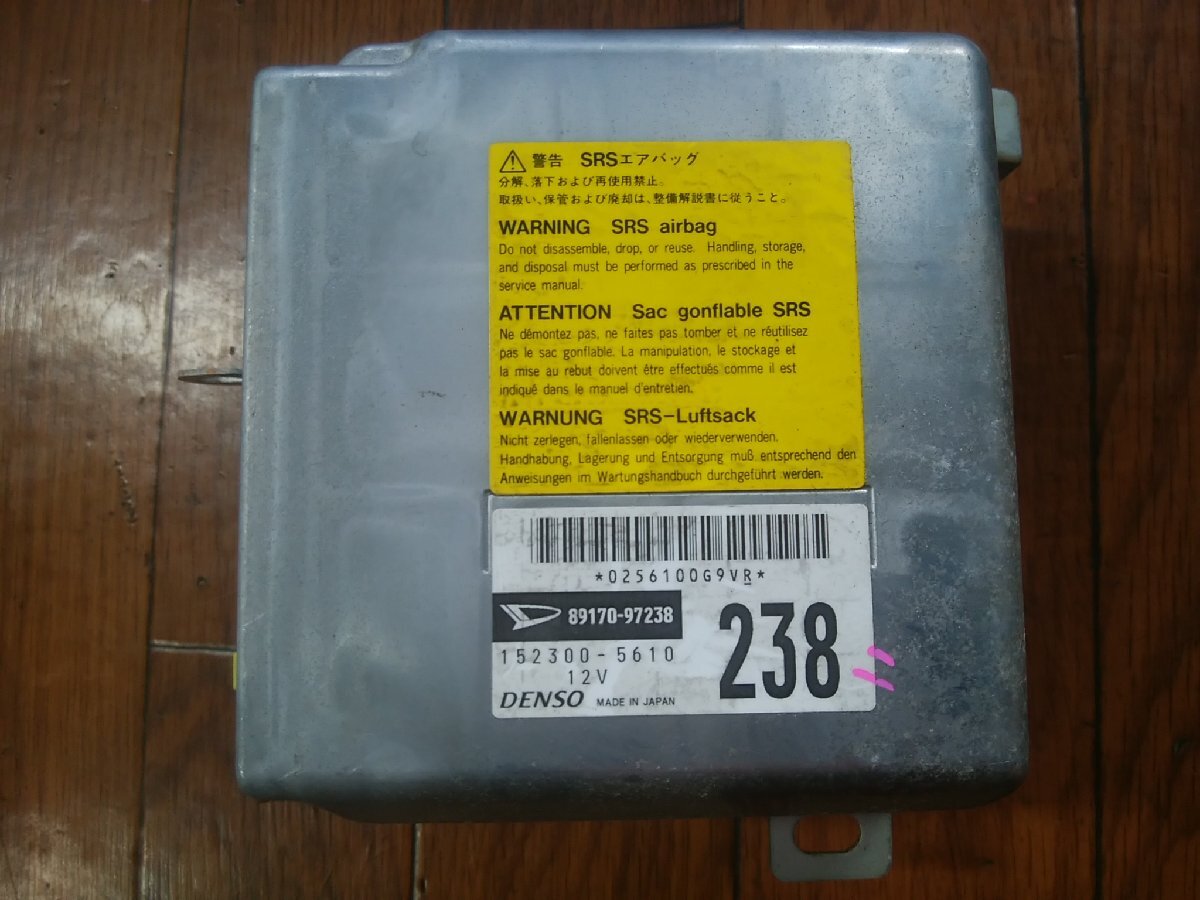 警告 SRSエアバッグ
分解、落下および再使用禁止。
取扱い、保管および廃却は、整備解説書に従うこと。
WARNING SRS airbag
Do not disassemble, drop, or reuse. Handling, storage,
and disposal must be performed as prescribed in the
service manual.
ATTENTION Sac gonflable SRS
Ne démontez pas, ne faites pas tomber et ne réutilisez
pas le sac gonflable. La manipulation, le stockage et
la mise au rebut doivent être effectués comme il est
indiqué dans le manuel d'entretien.
WARNUNG SRS-Luftsack
Nicht zerlegen, fallenlassen oder wiederverwenden.
Handhabung, Lagerung und Entsorgung muß entsprechend den
Anweisungen im Wartungshandbuch durchgeführt werden.
*0256100G9VR*
89170-97238
238
152300-5610
12V
DENSO MADE IN JAPAN